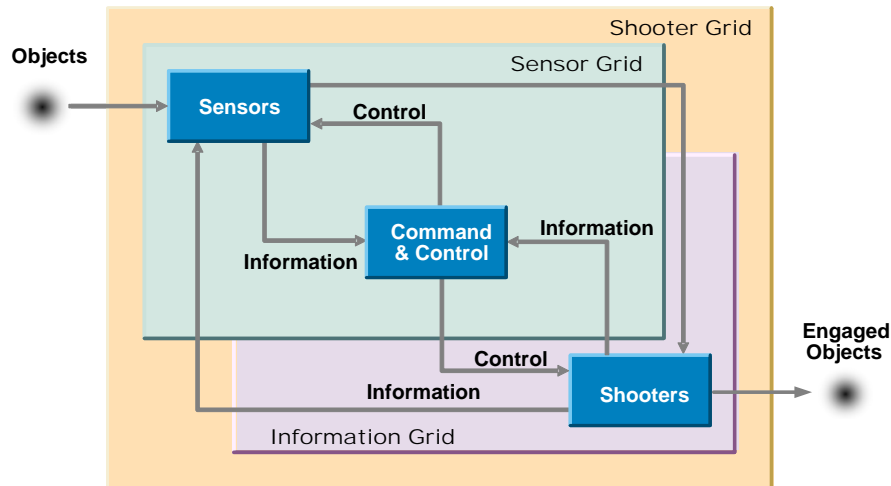 Shooter Grid
Objects
Sensor Grid
Sensors
Control
Command
& Control
Information
Information
Engaged
Objects
Control
Information
Shooters
Information Grid